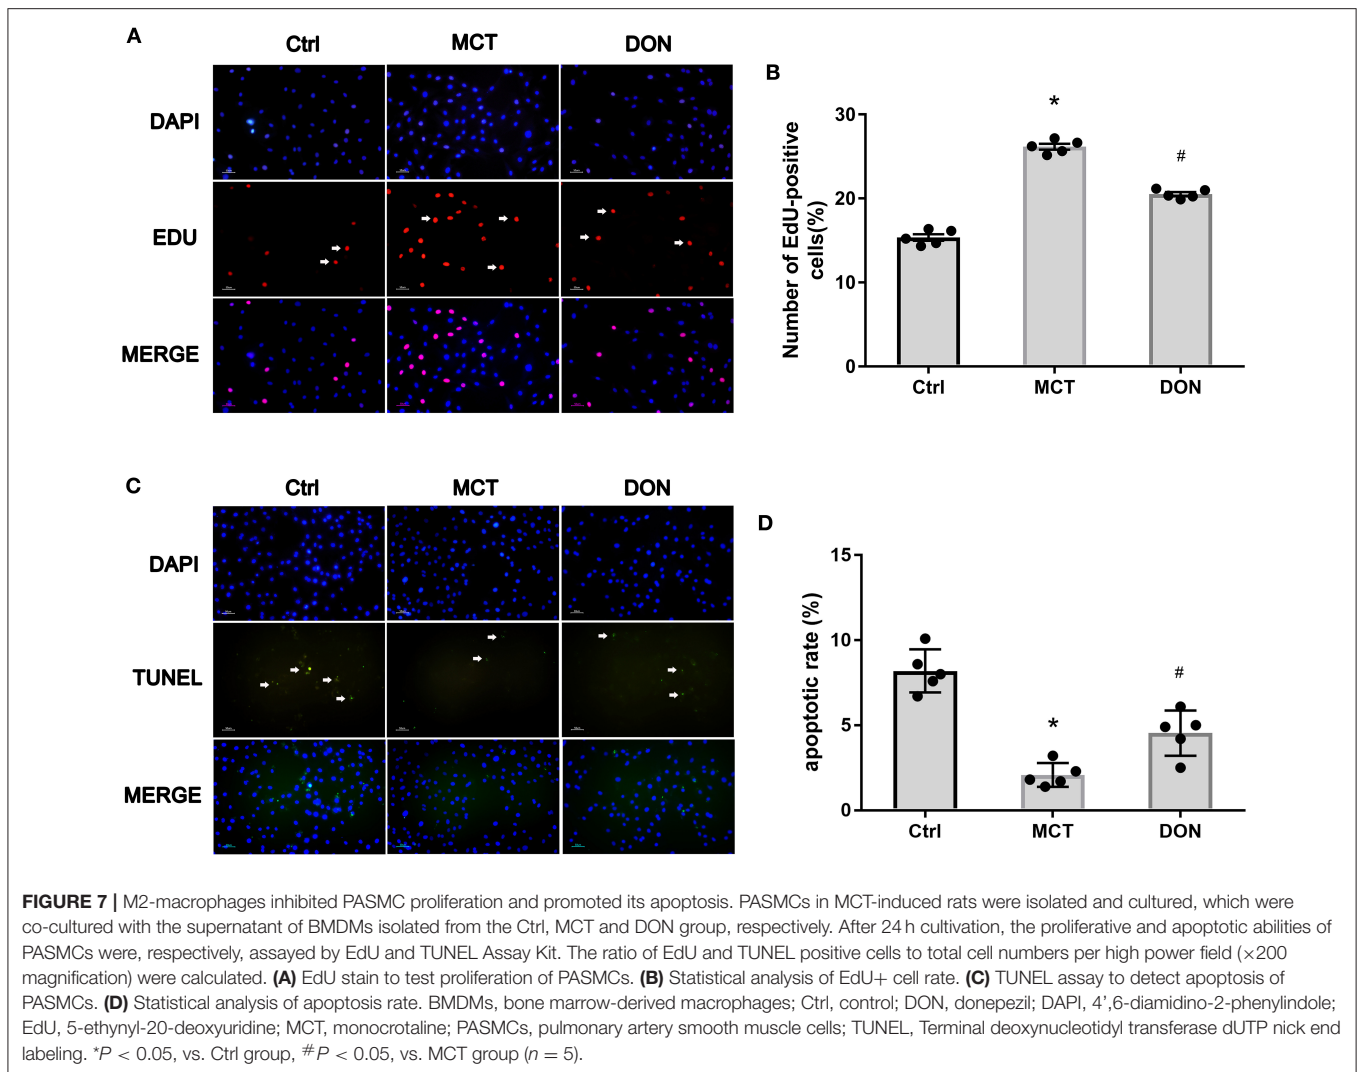 A
Ctrl MCT DON
DAPI
EDU
MERGE
B
Number of EdU-positive
cells(%)
30
20
10
0
*
#
Ctrl MCT DON
C
Ctrl MCT DON
DAPI
TUNEL
MERGE
D
apoptotic rate (%)
15
10
5
0
*
#
Ctrl MCT DON
FIGURE 7 | M2-macrophages inhibited PASMC proliferation and promoted its apoptosis. PASMCs in MCT-induced rats were isolated and cultured, which were
co-cultured with the supernatant of BMDMs isolated from the Ctrl, MCT and DON group, respectively. After 24 h cultivation, the proliferative and apoptotic abilities of
PASMCs were, respectively, assayed by EdU and TUNEL Assay Kit. The ratio of EdU and TUNEL positive cells to total cell numbers per high power field (×200
magnification) were calculated. (A) EdU stain to test proliferation of PASMCs. (B) Statistical analysis of EdU+ cell rate. (C) TUNEL assay to detect apoptosis of
PASMCs. (D) Statistical analysis of apoptosis rate. BMDMs, bone marrow-derived macrophages; Ctrl, control; DON, donepezil; DAPI, 4',6-diamidino-2-phenylindole;
EdU, 5-ethynyl-20-deoxyuridine; MCT, monocrotaline; PASMCs, pulmonary artery smooth muscle cells; TUNEL, Terminal deoxynucleotidyl transferase dUTP nick end
labeling. *P < 0.05, vs. Ctrl group, #P < 0.05, vs. MCT group (n = 5).